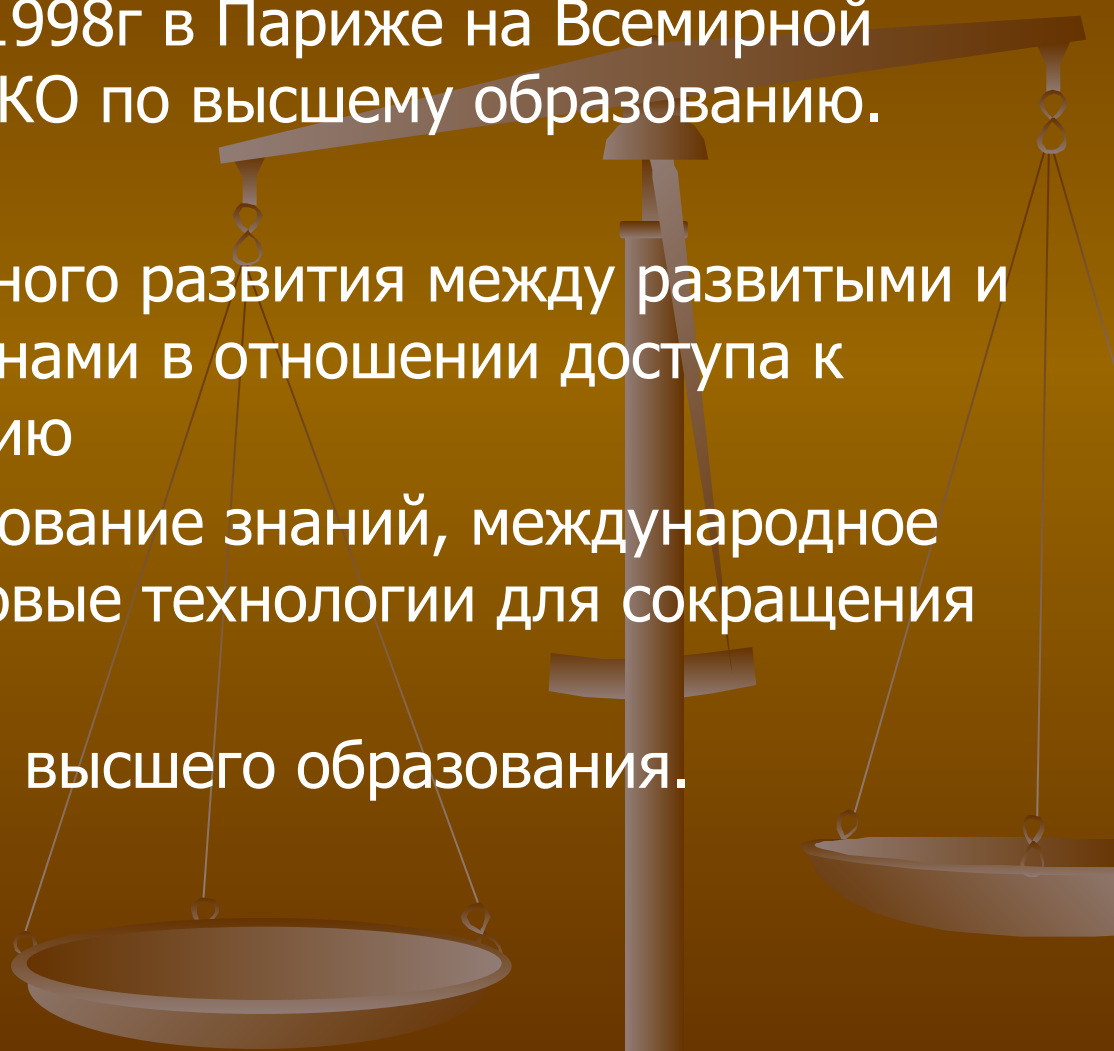 1998г в Париже на Всемирной
КО по высшему образованию.
ного развития между развитыми и
нами в отношении доступа к
ию
ование знаний, международное
овые технологии для сокращения
высшего образования.